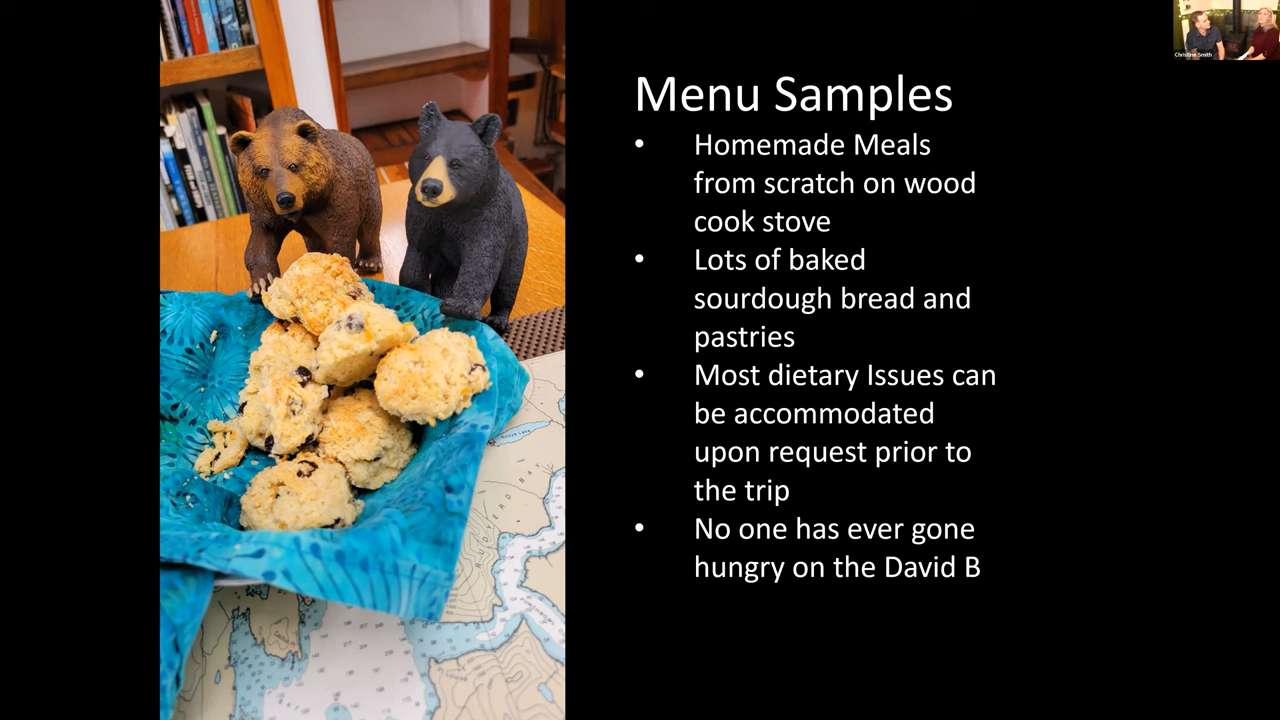 Christine Smith
Menu Samples
• Homemade Meals
from scratch on wood
cook stove
• Lots of baked
sourdough bread and
pastries
• Most dietary Issues can
be accommodated
upon request prior to
the trip
• No one has ever gone
hungry on the David B